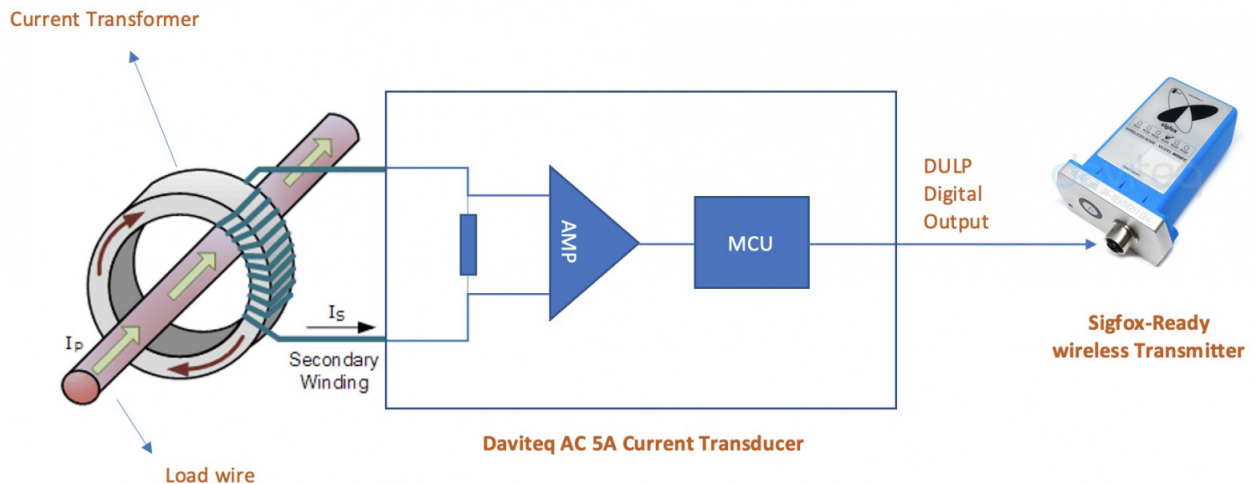 Current Transformer
Ip
Is
Secondary
Winding
Load wire
AMP
MCU
Daviteq AC 5A Current Transducer
DULP
Digital
Output
sigfox
Sigfox-Ready
wireless Transmitter